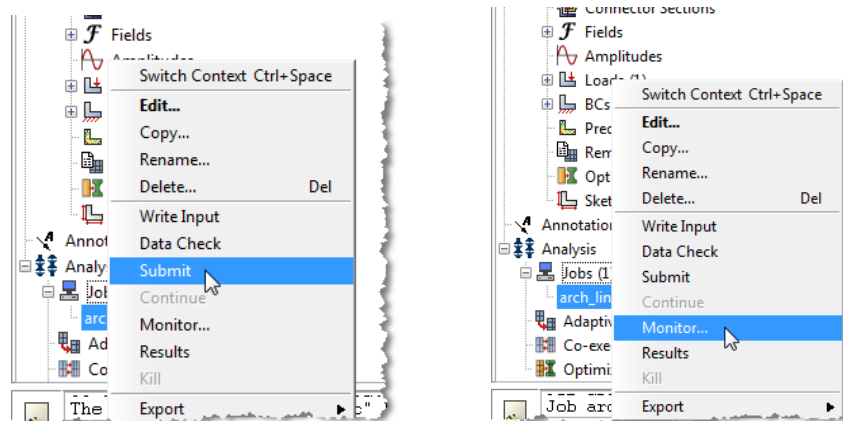 Fields
Amplitudes
Switch Context Ctrl+Space
Edit...
Copy...
Rename...
Delete... Del
Write Input
Data Check
Annot
Analy
Submit
Job
Continue
arc
Monitor...
Ad
Results
Co
Kill
The
Export
c"
Connector Sections
Fields
Amplitudes
Loads (1)
Switch Context Ctrl+Space
BCs
Edit...
Pred
Copy...
Rem
Rename...
Opt
Sket
Delete... Del
Annotation
Write Input
Analysis
Data Check
Jobs (1)
Submit
arch_lin
Continue
Adaptiv
Monitor...
Co-exe
Results
Optimi
Kill
Job arc
Export